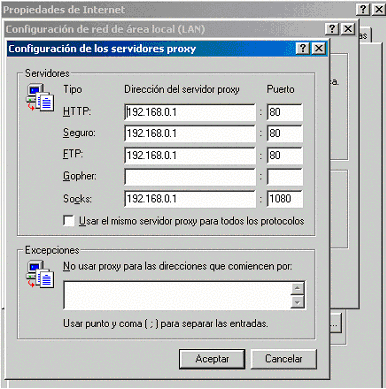 Propiedades de Internet
Configuración de red de área local (LAN)
Configuración de los servidores proxy
Servidores
Tipo Dirección del servidor proxy Puerto
HTTP: 192.168.0.1 : 80
Seguro: 192.168.0.1 : 80
FTP: 192.168.0.1 : 80
Gopher: :
Socks: 192.168.0.1 : 1080
Usar el mismo servidor proxy para todos los protocolos
Excepciones
No usar proxy para las direcciones que comiencen por:
Usar punto y coma ( ; ) para separar las entradas.
Aceptar Cancelar